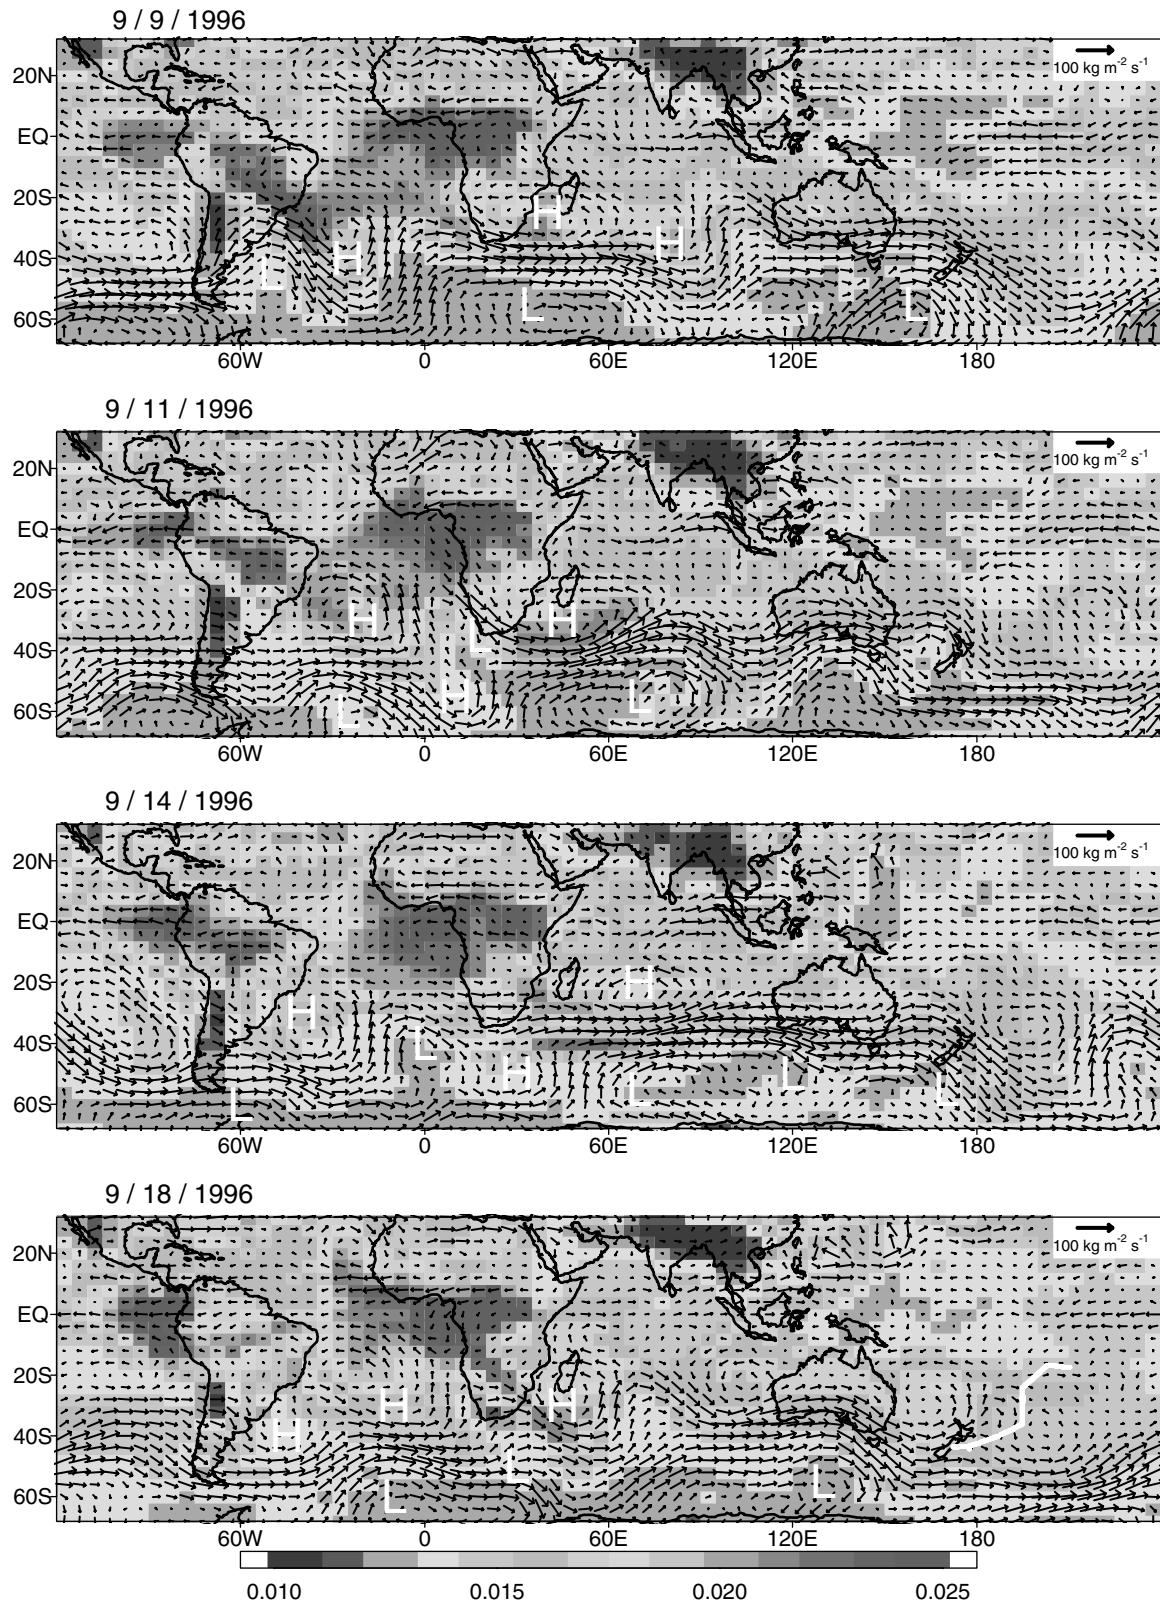 9 / 9 / 1996
H
H
H
L
L
L
100 kg m⁻² s⁻¹
20N
EQ
20S
40S
60S
60W 0 60E 120E 180
9 / 11 / 1996
100 kg m⁻² s⁻¹
20N
EQ
20S
H H
L
40S
H L
L
60S
60W 0 60E 120E 180
9 / 14 / 1996
100 kg m⁻² s⁻¹
20N
EQ
20S
H
H
L
40S
H L
L L
60S
L
60W 0 60E 120E 180
9 / 18 / 1996
100 kg m⁻² s⁻¹
20N
EQ
20S
H H
H
40S
L
L L
60S
60W 0 60E 120E 180
0.010 0.015 0.020 0.025